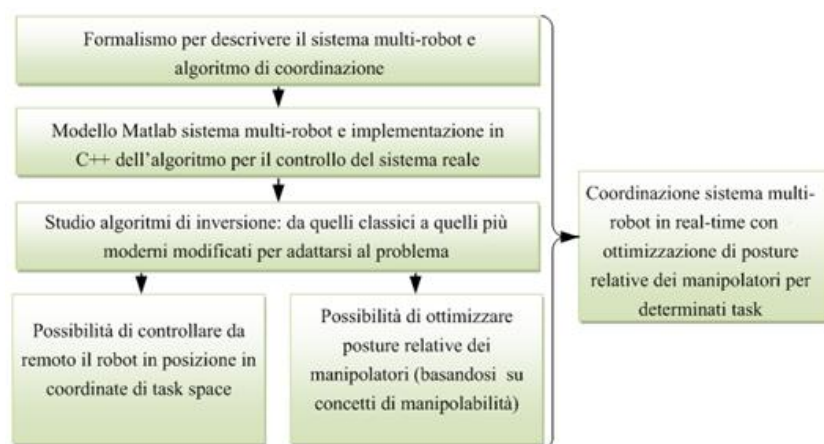 Formalismo per descrivere il sistema multi-robot e
algoritmo di coordinazione
Modello Matlab sistema multi-robot e implementazione in
C++ dell'algoritmo per il controllo del sistema reale
Studio algoritmi di inversione: da quelli classici a quelli più
moderni modificati per adattarsi al problema
Possibilità di controllare da
remoto il robot in posizione in
coordinate di task space
Possibilità di ottimizzare
posture relative dei
manipolatori (basandosi su
concetti di manipolabilità)
Coordinazione sistema multi-
robot in real-time con
ottimizzazione di posture
relative dei manipolatori per
determinati task